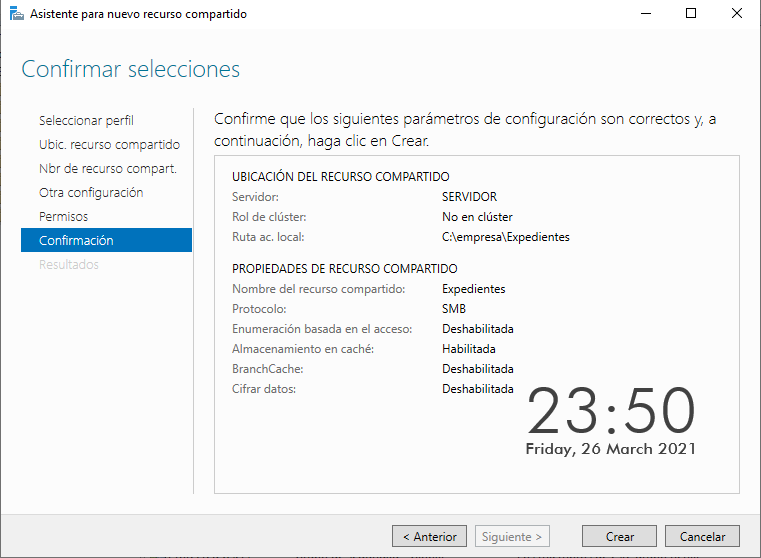 Asistente para nuevo recurso compartido
Confirmar selecciones
Seleccionar perfil
Ubic. recurso compartido
Nbr de recurso compart.
Otra configuración
Permisos
Confirmación
Resultados
Confirme que los siguientes parámetros de configuración son correctos y, a
continuación, haga clic en Crear.
UBICACIÓN DEL RECURSO COMPARTIDO
Servidor: SERVIDOR
Rol de clúster: No en clúster
Ruta ac. local: C:\empresa\Expedientes
PROPIEDADES DE RECURSO COMPARTIDO
Nombre del recurso compartido: Expedientes
Protocolo: SMB
Enumeración basada en el acceso: Deshabilitada
Almacenamiento en caché: Habilitada
BranchCache: Deshabilitada
Cifrar datos: Deshabilitada
23:50
Friday, 26 March 2021
< Anterior Siguiente > Crear Cancelar